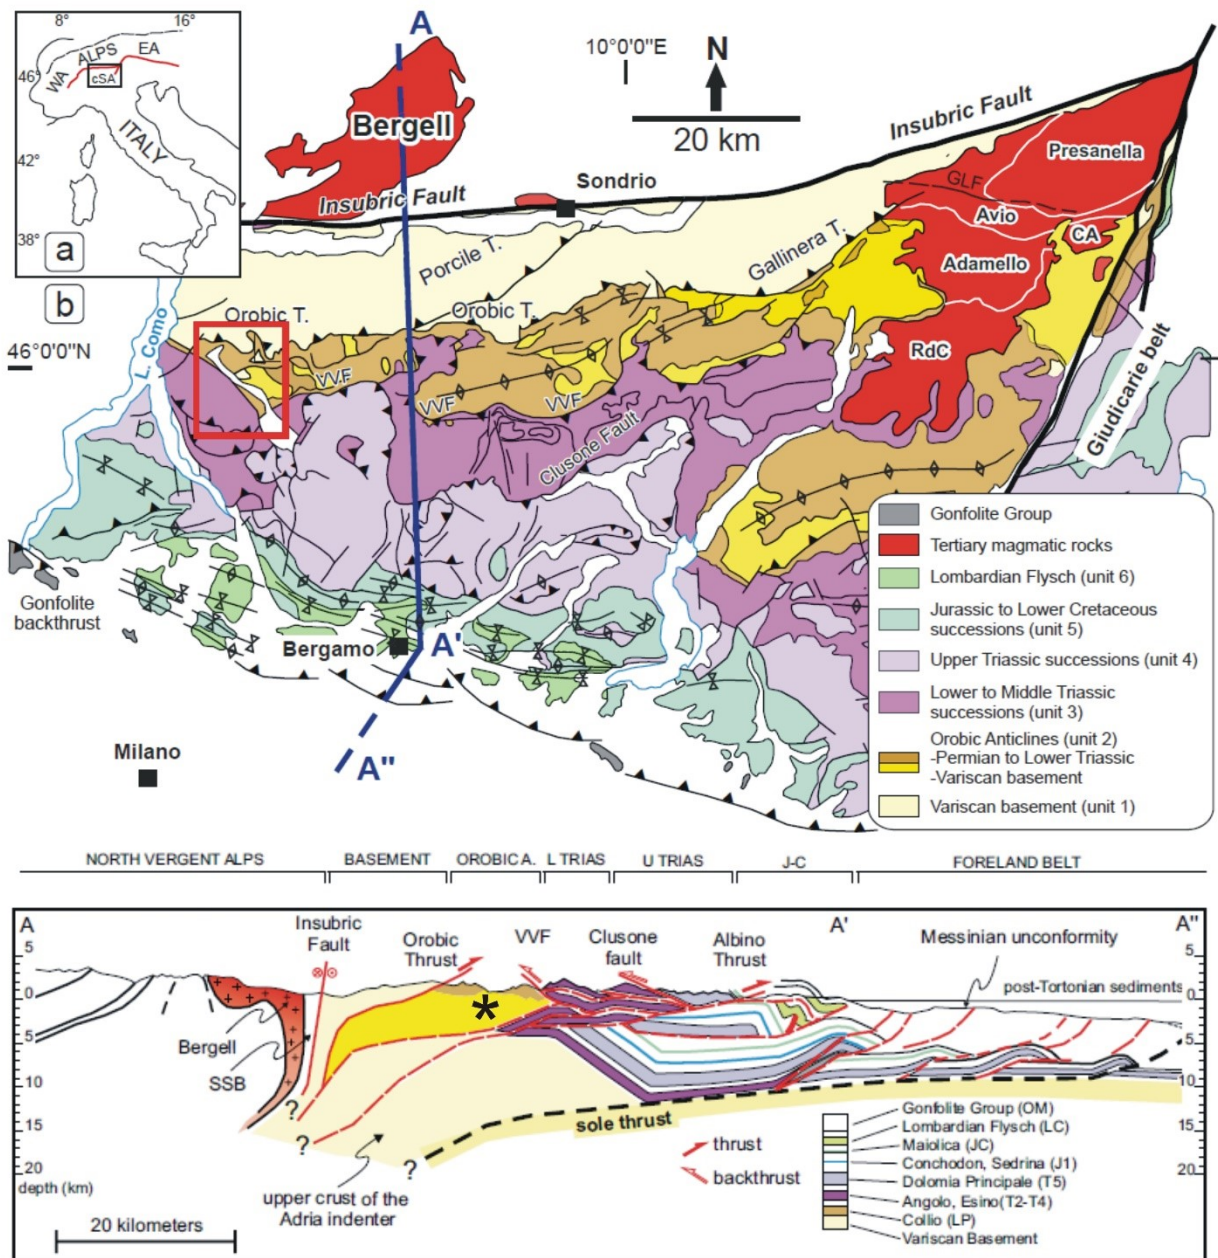 8°
16°
ALPS
EA
WA
cSA
46°
42°
38°
ITALY
a
b
A
10°0'0"E
N
20 km
Bergell
Insubric Fault
Insubric Fault
Sondrio
Presanella
GLF
Avio
CA
Adamello
RdC
Porcile T.
Gallinera T.
Orobic T.
Orobic T.
46°0'0"N
L. Como
VVF
VVF
VVF
Clusone Fault
Giudicarie belt
Gonfolite
backthrust
Bergamo
A'
Milano
A"
Gonfolite Group
Tertiary magmatic rocks
Lombardian Flysch (unit 6)
Jurassic to Lower Cretaceous
successions (unit 5)
Upper Triassic successions (unit 4)
Lower to Middle Triassic
successions (unit 3)
Orobic Anticlines (unit 2)
-Permian to Lower Triassic
-Variscan basement
Variscan basement (unit 1)
NORTH VERGENT ALPS
BASEMENT
OROBIC A.
L TRIAS
U TRIAS
J-C
FORELAND BELT
A
A'
A"
5
0
5
10
15
20
depth (km)
Insubric
Fault
Orobic
Thrust
VVF
Clusone
fault
Albino
Thrust
Messinian unconformity
post-Tortonian sediments
5
0
5
10
15
20
*
Bergell
SSB
?
?
?
sole thrust
upper crust of the
Adria indenter
20 kilometers
thrust
backthrust
Gonfolite Group (OM)
Lombardian Flysch (LC)
Maiolica (JC)
Conchodon, Sedrina (J1)
Dolomia Principale (T5)
Angolo, Esino(T2-T4)
Collio (LP)
Variscan Basement